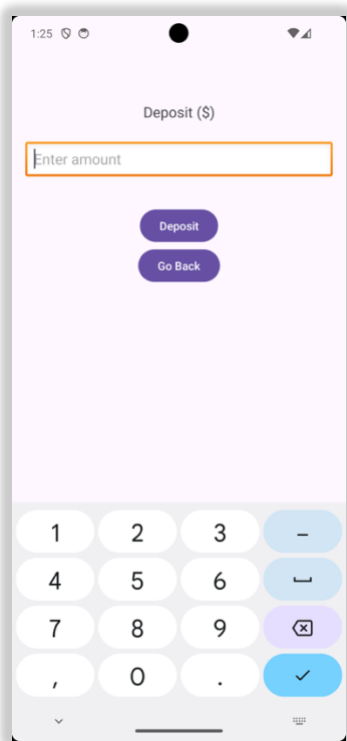 1:25
Deposit ($)
Enter amount
Deposit
Go Back
1 2 3 –
4 5 6
7 8 9
, 0 .